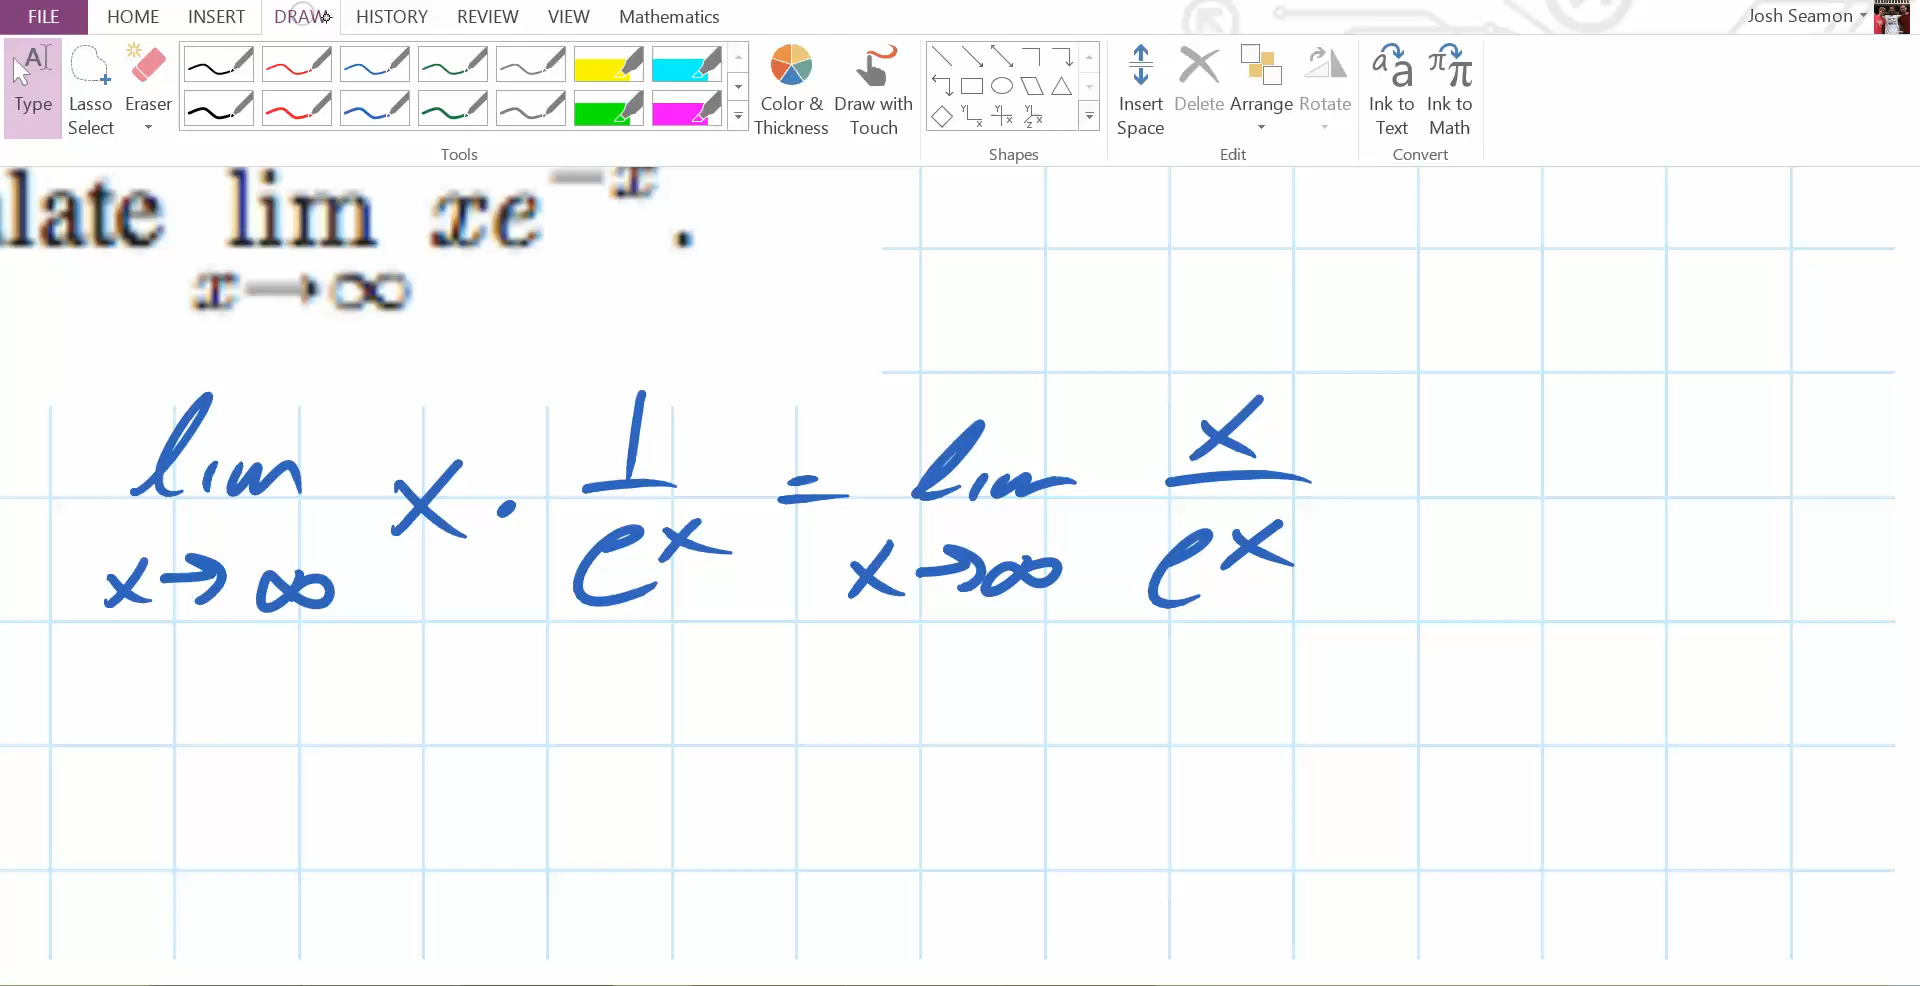 FILE HOME INSERT DRAW HISTORY REVIEW VIEW Mathematics Josh Seamon
Type Lasso Select Eraser Color & Thickness Draw with Touch Insert Space Delete Arrange Rotate Ink to Text Ink to Math
Tools Shapes Edit Convert
late lim xe^{-x}.
x→∞
lim x · 1/e^x = lim x/e^x
x→∞ x→∞